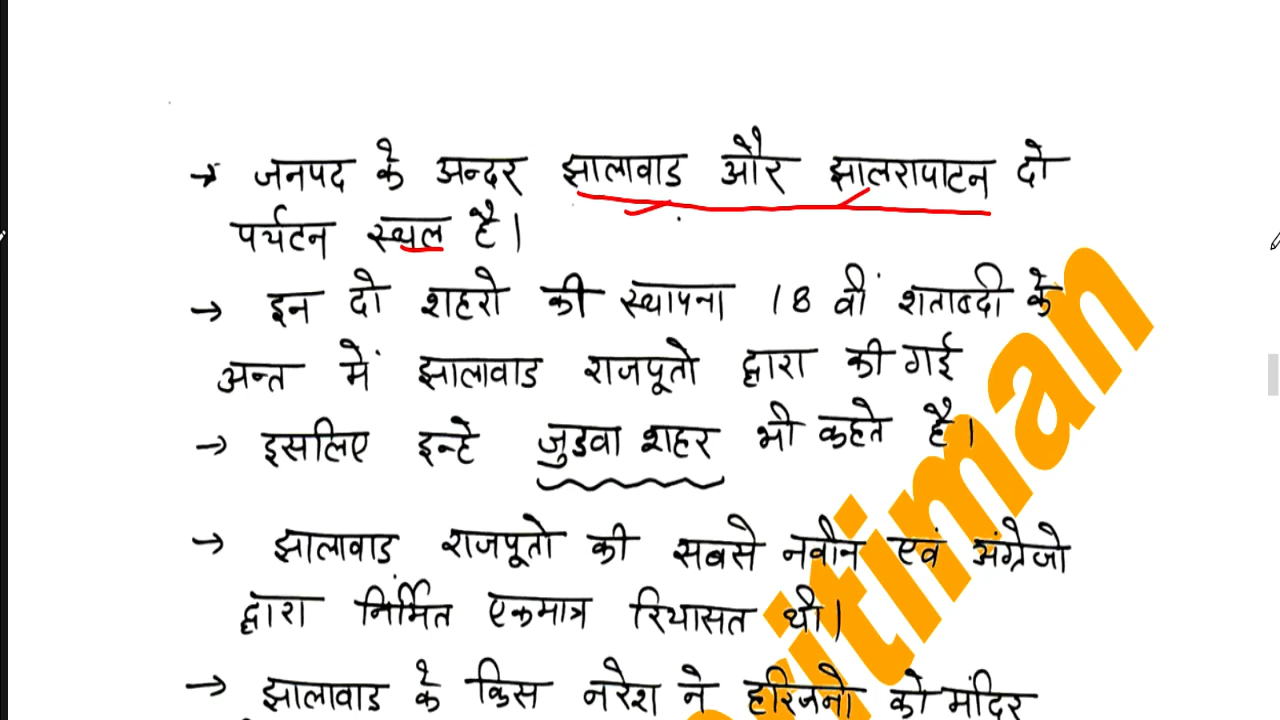 → जनपद के अन्दर झालावाड और झालरापाटन दो
पर्यटन स्थल है।
→ इन दो शहरो की स्थापना 18 वीं शताब्दी के
अन्त में झालावाड राजपूतो द्वारा की गई
→ इसलिए इन्हे जुडवा शहर भी कहते है।
→ झालावाड राजपूतो की सबसे नवीन एवं अंग्रेजो
द्वारा निर्मित एकमात्र रियासत थी।
→ झालावाड के किस नरेश ने हरिजनो को मंदिर